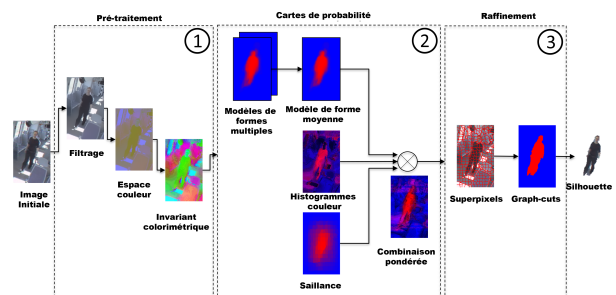 Pré-traitement
Cartes de probabilité
Raffinement
1
2
3
Modèles de
formes
multiples
Modèle de forme
moyenne
Filtrage
Image
Initiale
Espace
couleur
Invariant
colorimétrique
Histogrammes
couleur
Saillance
Combinaison
pondérée
Superpixels
Graph-cuts
Silhouette